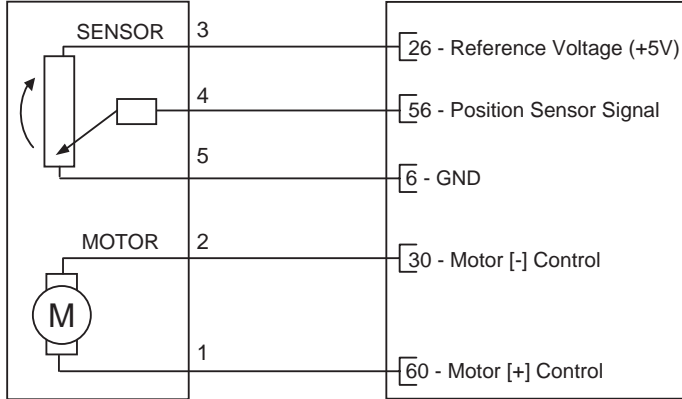 SENSOR 3
26 - Reference Voltage (+5V)
4
56 - Position Sensor Signal
5
6 - GND
MOTOR 2
30 - Motor [-] Control
M
1
60 - Motor [+] Control